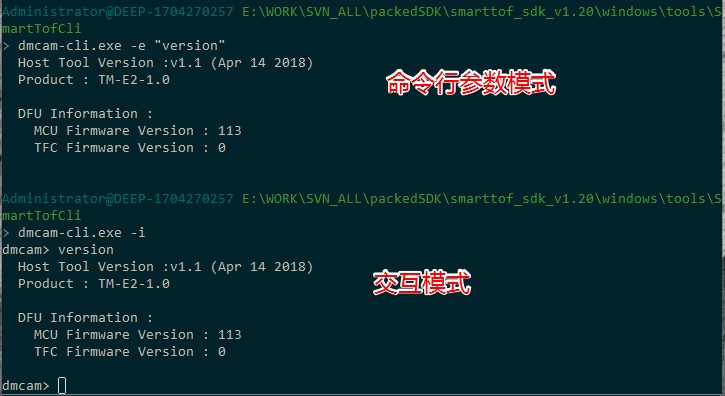 Administrator@DEEP-1704270257 E:\WORK\SVN_ALL\packedSDK\smarttof_sdk_v1.20\windows\tools\S
martTofCli
> dmcam-cli.exe -e "version"
Host Tool Version :v1.1 (Apr 14 2018)
Product : TM-E2-1.0
命令行参数模式
DFU Information :
MCU Firmware Version : 113
TFC Firmware Version : 0
Administrator@DEEP-1704270257 E:\WORK\SVN_ALL\packedSDK\smarttof_sdk_v1.20\windows\tools\S
martTofCli
> dmcam-cli.exe -i
dmcam> version
Host Tool Version :v1.1 (Apr 14 2018)
Product : TM-E2-1.0
交互模式
DFU Information :
MCU Firmware Version : 113
TFC Firmware Version : 0
dmcam>